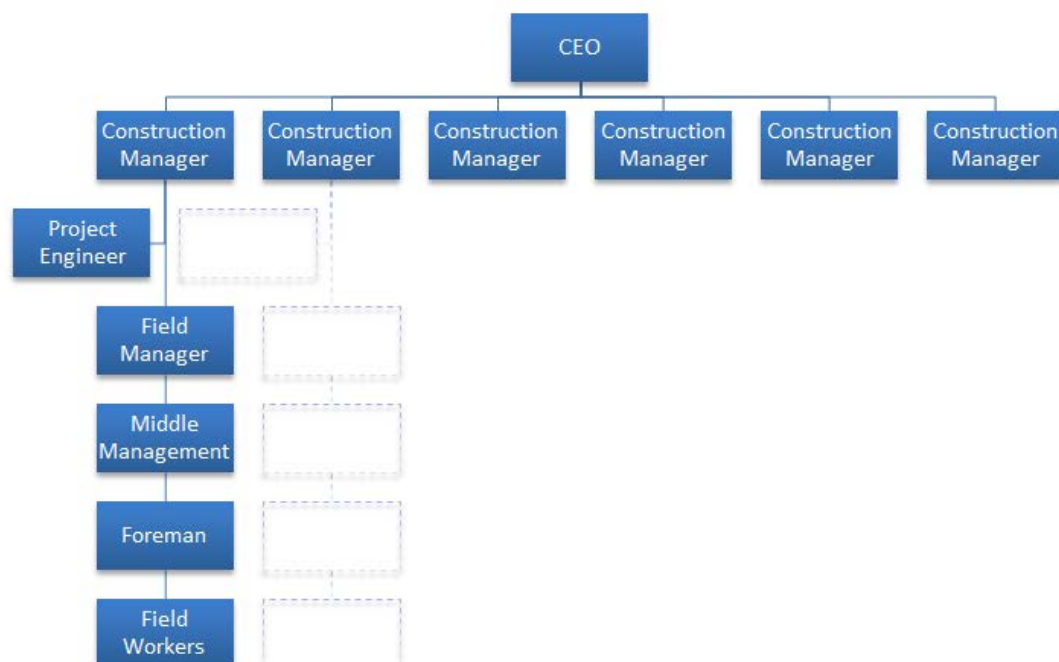 CEO
Construction
Manager
Construction
Manager
Construction
Manager
Construction
Manager
Construction
Manager
Construction
Manager
Project
Engineer
Field
Manager
Middle
Management
Foreman
Field
Workers